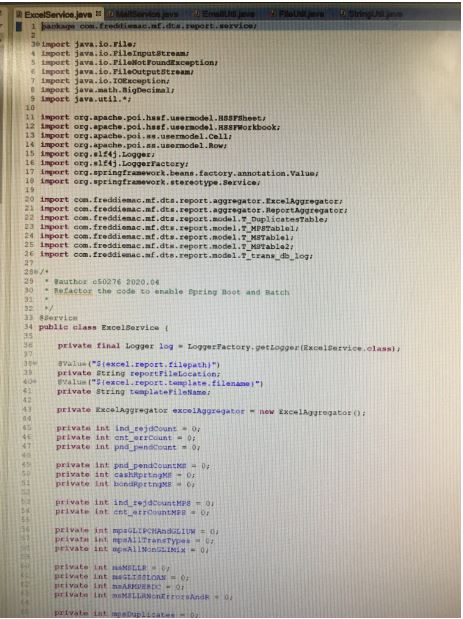 ExcelService.java MailService.java EmailUtil.java FileUtil.java StringUtil.java
1 package com.freddiemac.mf.dts.report.service;
2
3 import java.io.File;
4 import java.io.FileInputStream;
5 import java.io.FileNotFoundException;
6 import java.io.FileOutputStream;
7 import java.io.IOException;
8 import java.math.BigDecimal;
9 import java.util.*;
10
11 import org.apache.poi.hssf.usermodel.HSSFSheet;
12 import org.apache.poi.hssf.usermodel.HSSFWorkbook;
13 import org.apache.poi.ss.usermodel.Cell;
14 import org.apache.poi.ss.usermodel.Row;
15 import org.slf4j.Logger;
16 import org.slf4j.LoggerFactory;
17 import org.springframework.beans.factory.annotation.Value;
18 import org.springframework.stereotype.Service;
19
20 import com.freddiemac.mf.dts.report.aggregator.ExcelAggregator;
21 import com.freddiemac.mf.dts.report.aggregator.ReportAggregator;
22 import com.freddiemac.mf.dts.report.model.T_DuplicatesTable;
23 import com.freddiemac.mf.dts.report.model.T_MPSTable1;
24 import com.freddiemac.mf.dts.report.model.T_MSTable1;
25 import com.freddiemac.mf.dts.report.model.T_MSTable2;
26 import com.freddiemac.mf.dts.report.model.T_trans_db_log;
27
28 /*
29 * @author c50276 2020.04
30 * Refactor the code to enable Spring Boot and Batch
31 *
32 */
33 @Service
34 public class ExcelService {
35
36 private final Logger log = LoggerFactory.getLogger(ExcelService.class);
37
38 @Value("${excel.report.filepath}")
39 private String reportFileLocation;
40 @Value("${excel.report.template.filename}")
41 private String templateFileName;
42
43 private ExcelAggregator excelAggregator = new ExcelAggregator();
44
45 private int ind_rejdCount = 0;
46 private int cnt_errCount = 0;
47 private int pnd_pendCount = 0;
48
49 private int pnd_pendCountMS = 0;
50 private int cashRprtngMS = 0;
51 private int bondRprtngMS = 0;
52
53 private int ind_rejdCountMPS = 0;
54 private int cnt_errCountMPS = 0;
55
56 private int mpsGLIPCHAndGLIUW = 0;
57 private int mpsAllTransTypes = 0;
58 private int mpsAllNonGLIMix = 0;
59
60 private int msMSLLR = 0;
61 private int msGLISSLOAN = 0;
62 private int msARMPERDC = 0;
63 private int msMSLLRNonErrorsAndR = 0;
64
65 private int mpsDuplicates = 0;